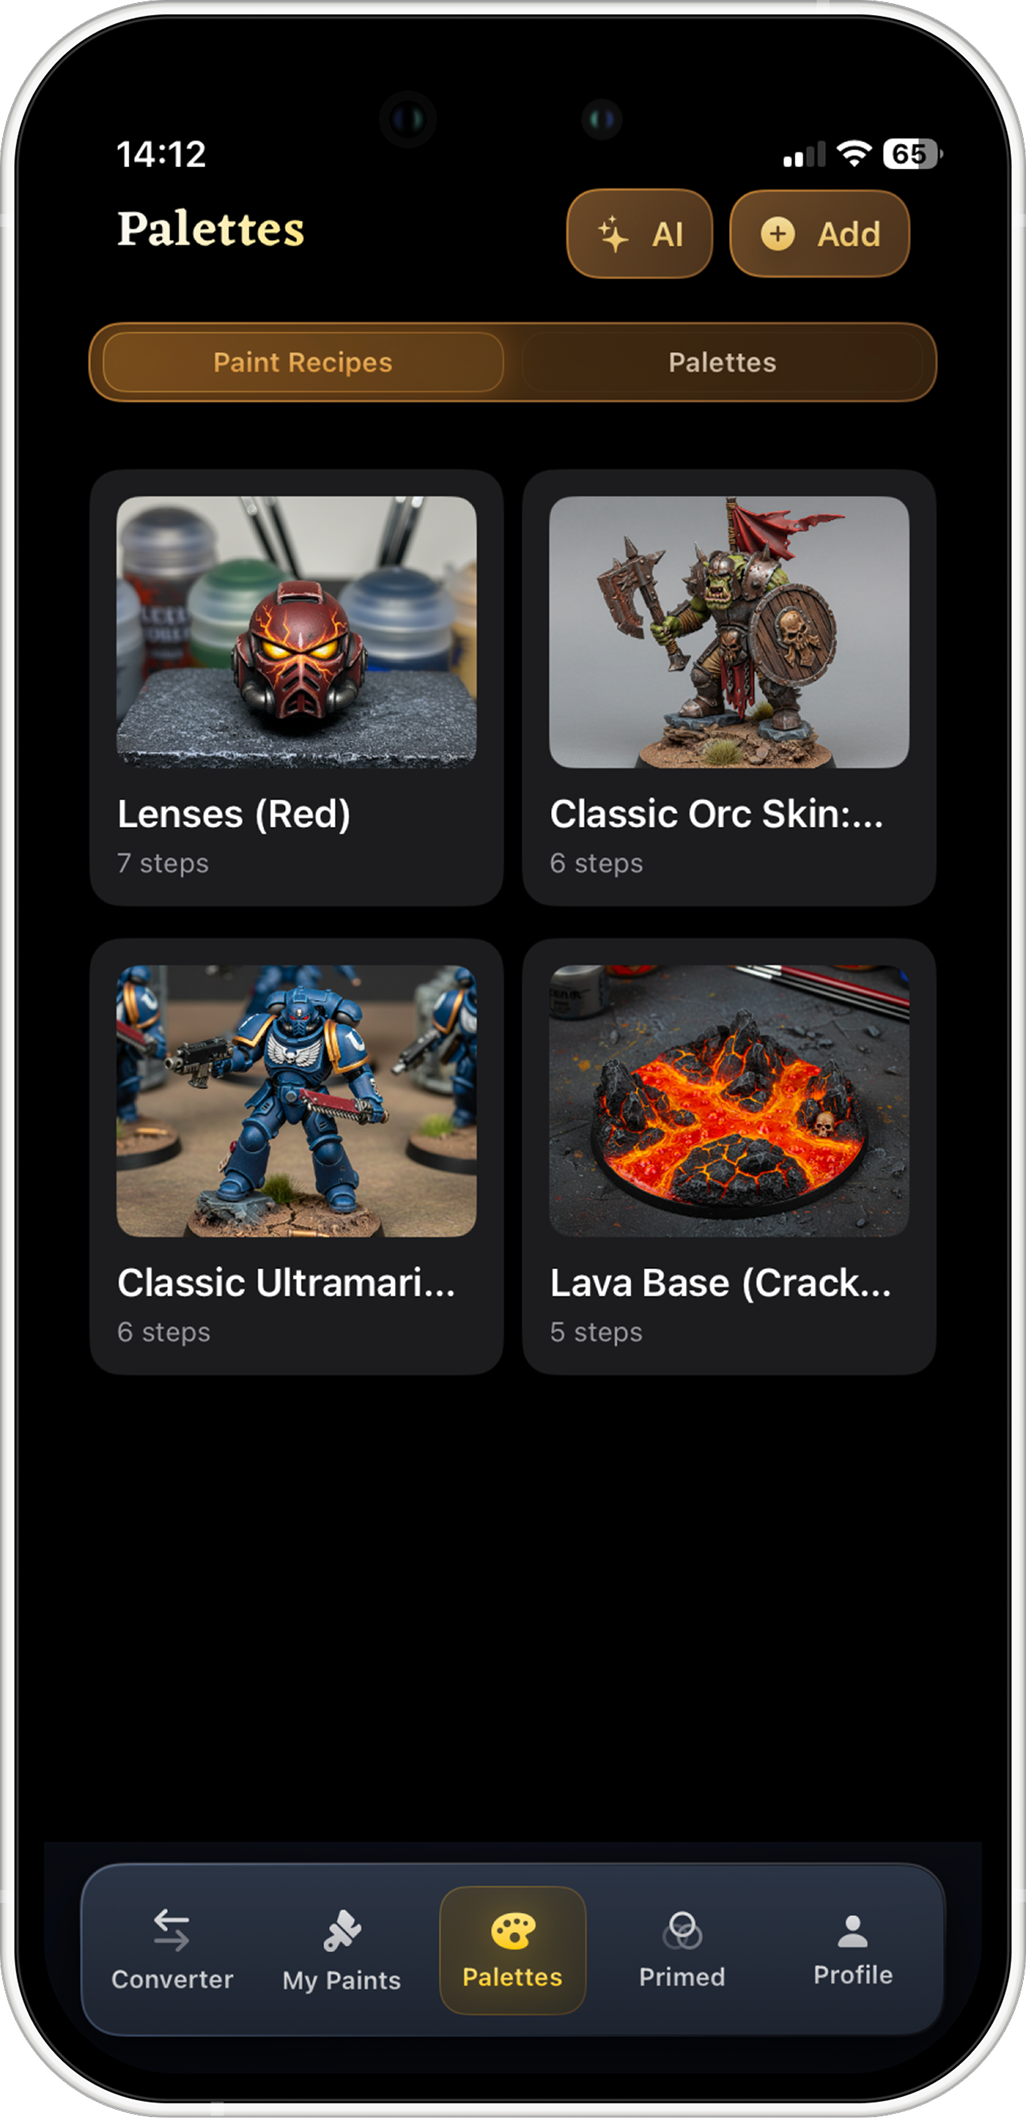 14:12
65
Palettes
AI
Add
Paint Recipes
Palettes
Lenses (Red)
7 steps
Classic Orc Skin:...
6 steps
Classic Ultramari...
6 steps
Lava Base (Crack...
5 steps
Converter
My Paints
Palettes
Primed
Profile